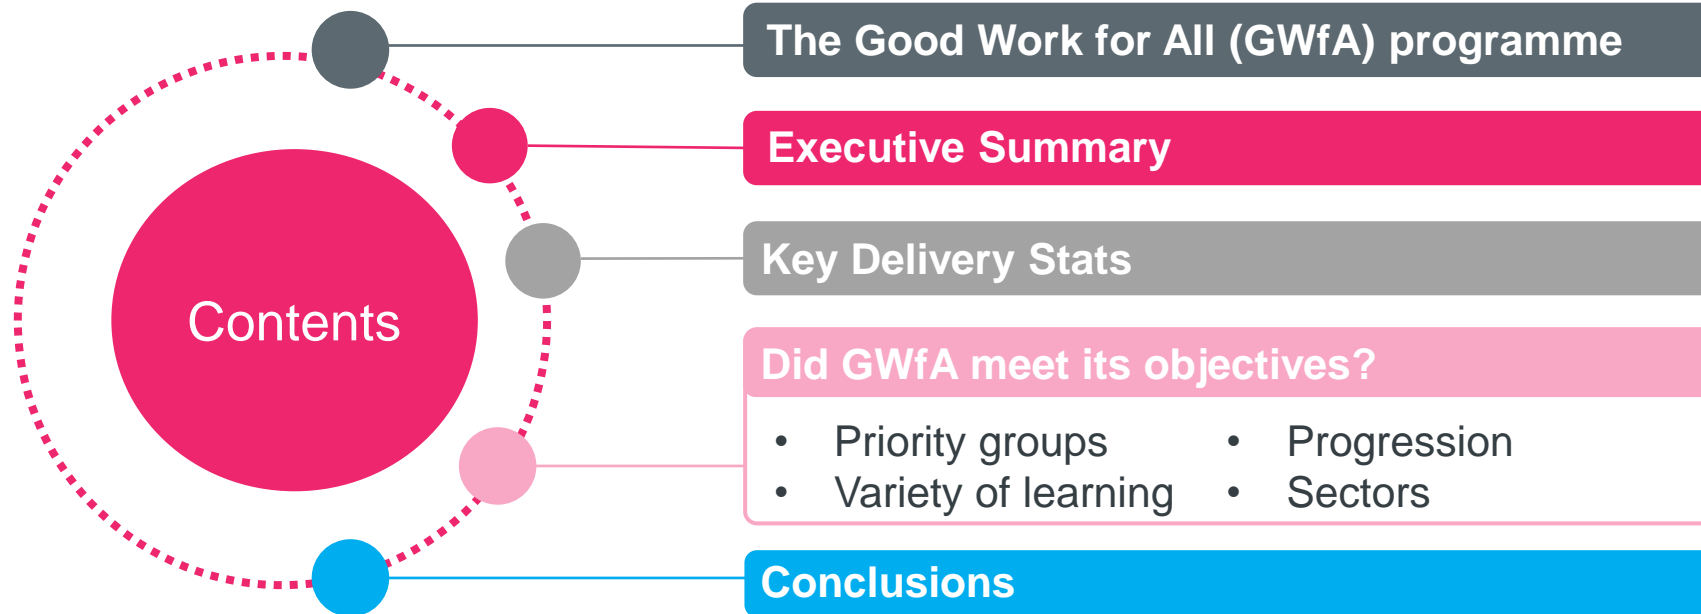 Contents
The Good Work for All (GWfA) programme
Executive Summary
Key Delivery Stats
Did GWfA meet its objectives?
• Priority groups
• Variety of learning
• Progression
• Sectors
Conclusions